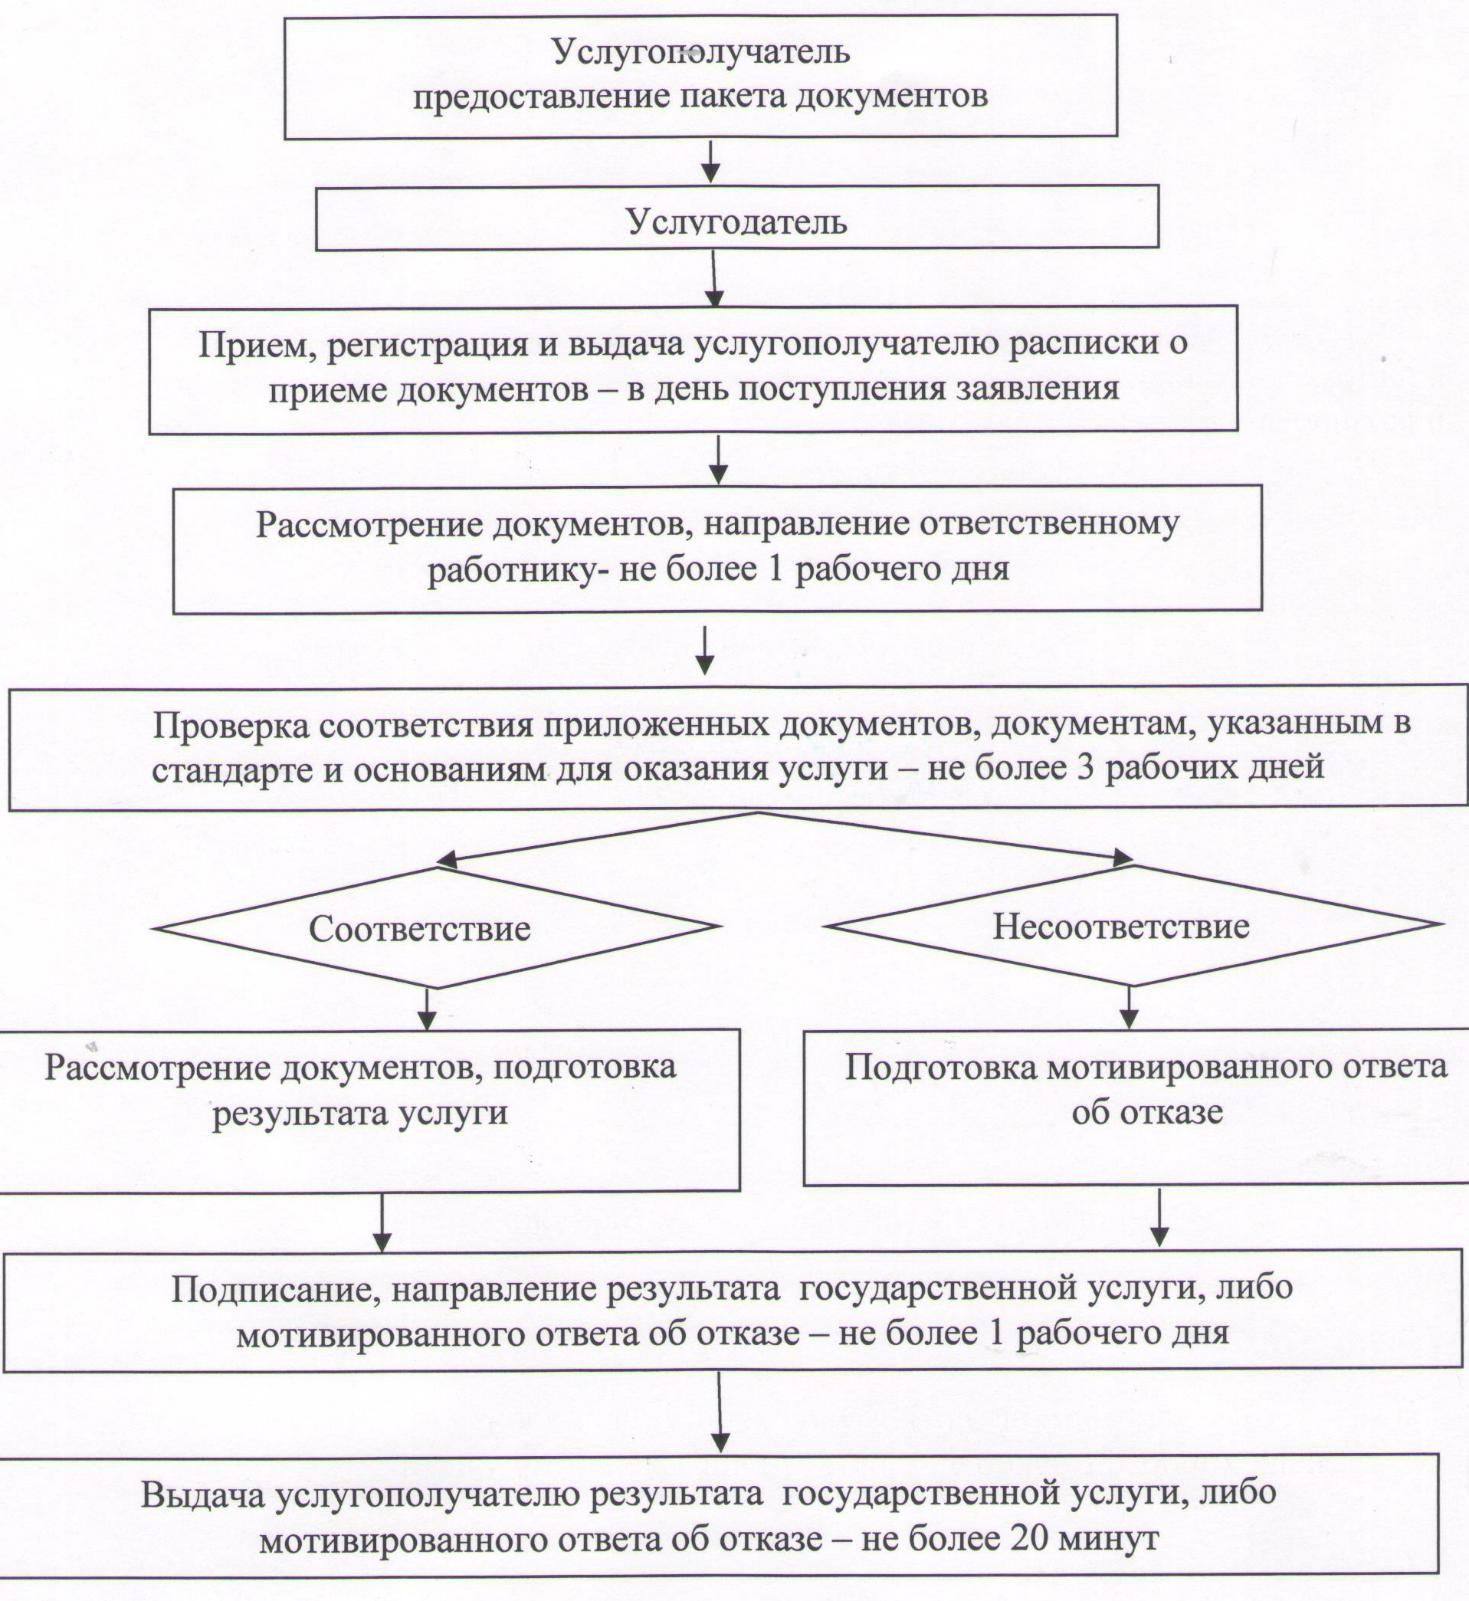 Услугополучатель
предоставление пакета документов
Услугодатель
Прием, регистрация и выдача услугополучателю расписки о
приеме документов – в день поступления заявления
Рассмотрение документов, направление ответственному
работнику- не более 1 рабочего дня
Проверка соответствия приложенных документов, документам, указанным в
стандарте и основаниям для оказания услуги – не более 3 рабочих дней
Соответствие
Несоответствие
Рассмотрение документов, подготовка
результата услуги
Подготовка мотивированного ответа
об отказе
Подписание, направление результата  государственной услуги, либо
мотивированного ответа об отказе – не более 1 рабочего дня
Выдача услугополучателю результата  государственной услуги, либо
мотивированного ответа об отказе – не более 20 минут